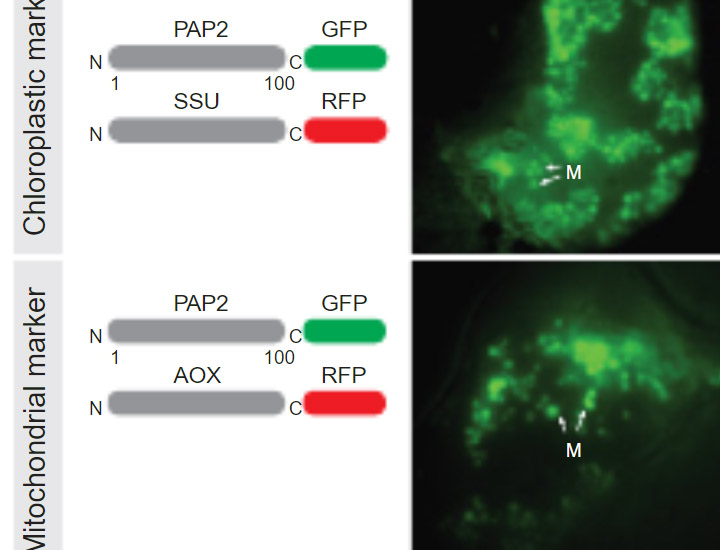 Chloroplastic mark
PAP2 GFP
N C
1 100
SSU RFP
N C
M
Mitochondrial marker
PAP2 GFP
N C
1 100
AOX RFP
N C
M